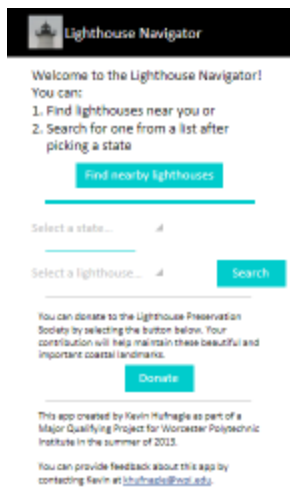 Lighthouse Navigator
Welcome to the Lighthouse Navigator!
You can:
1. Find lighthouses near you or
2. Search for one from a list after
picking a state
Find nearby lighthouses
Select a state...
Select a lighthouse...
Search
You can donate to the Lighthouse Preservation
Society by selecting the button below. Your
contribution will help maintain these beautiful and
important coastal landmarks.
Donate
This app created by Kevin Hufnagle as part of a
Major Qualifying Project for Worcester Polytechnic
Institute in the summer of 2015.
You can provide feedback about this app by
contacting Kevin at khufnagle@wpi.edu.